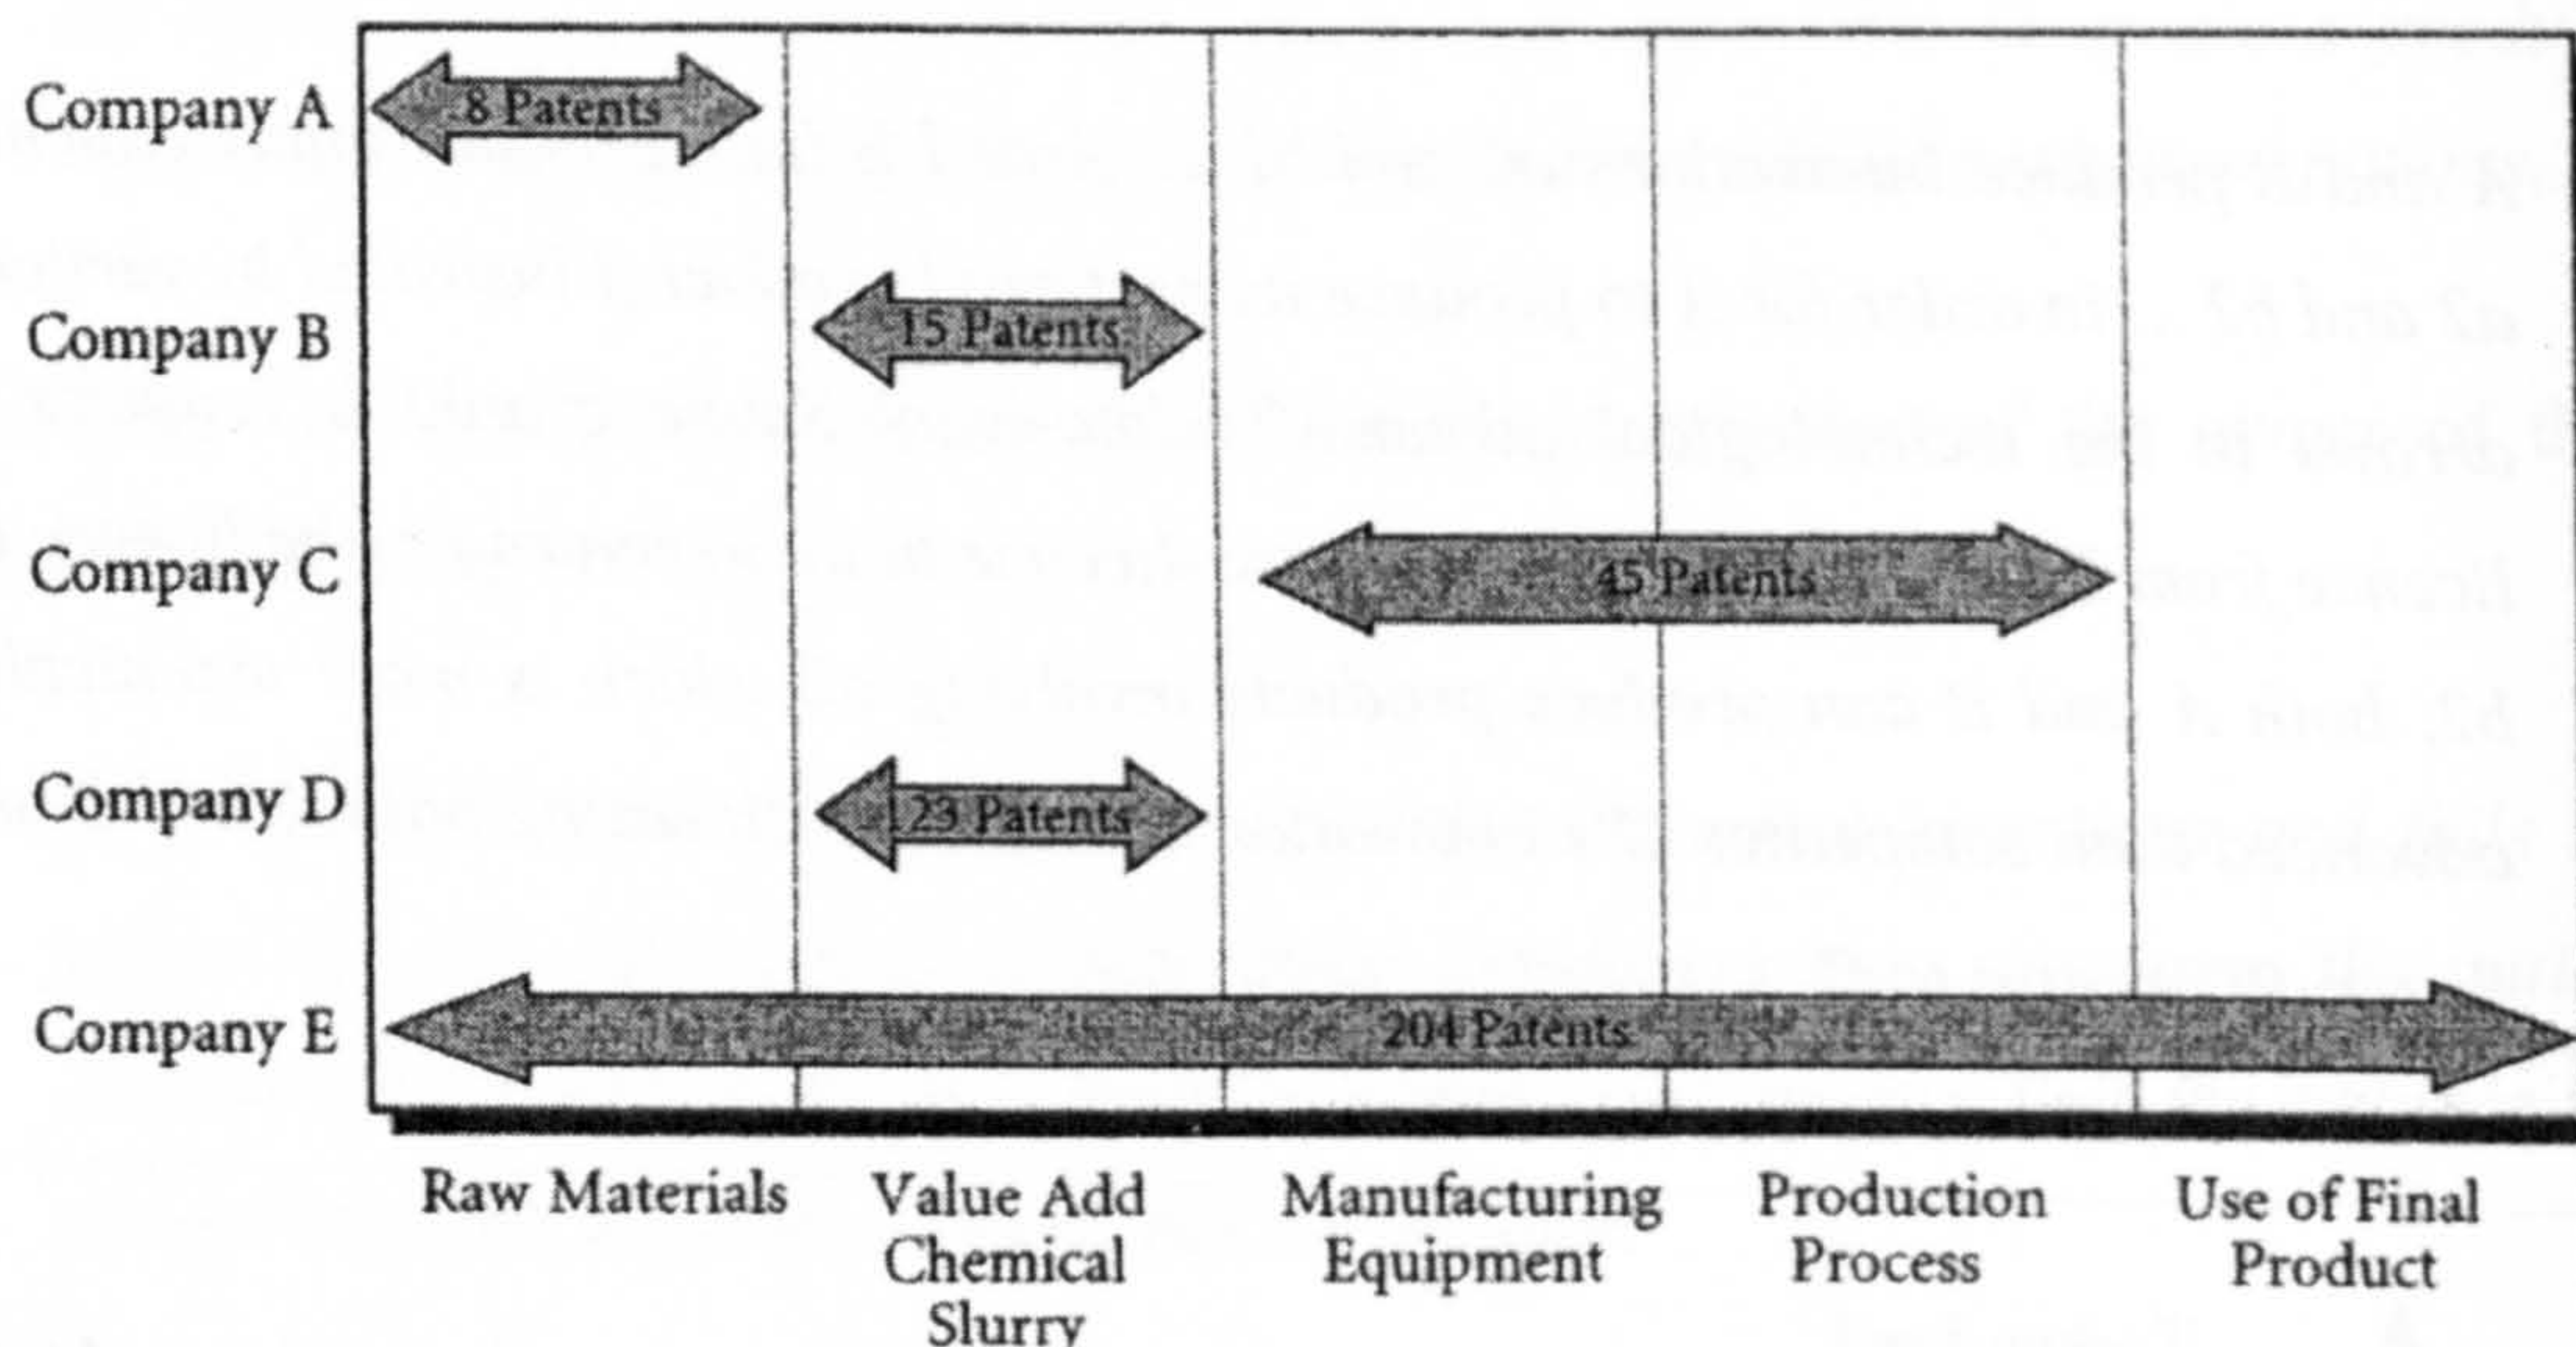 Company A
8 Patents
Company B
15 Patents
Company C
45 Patents
Company D
123 Patents
Company E
204 Patents
Raw Materials
Value Add
Chemical
Slurry
Manufacturing
Equipment
Production
Process
Use of Final
Product